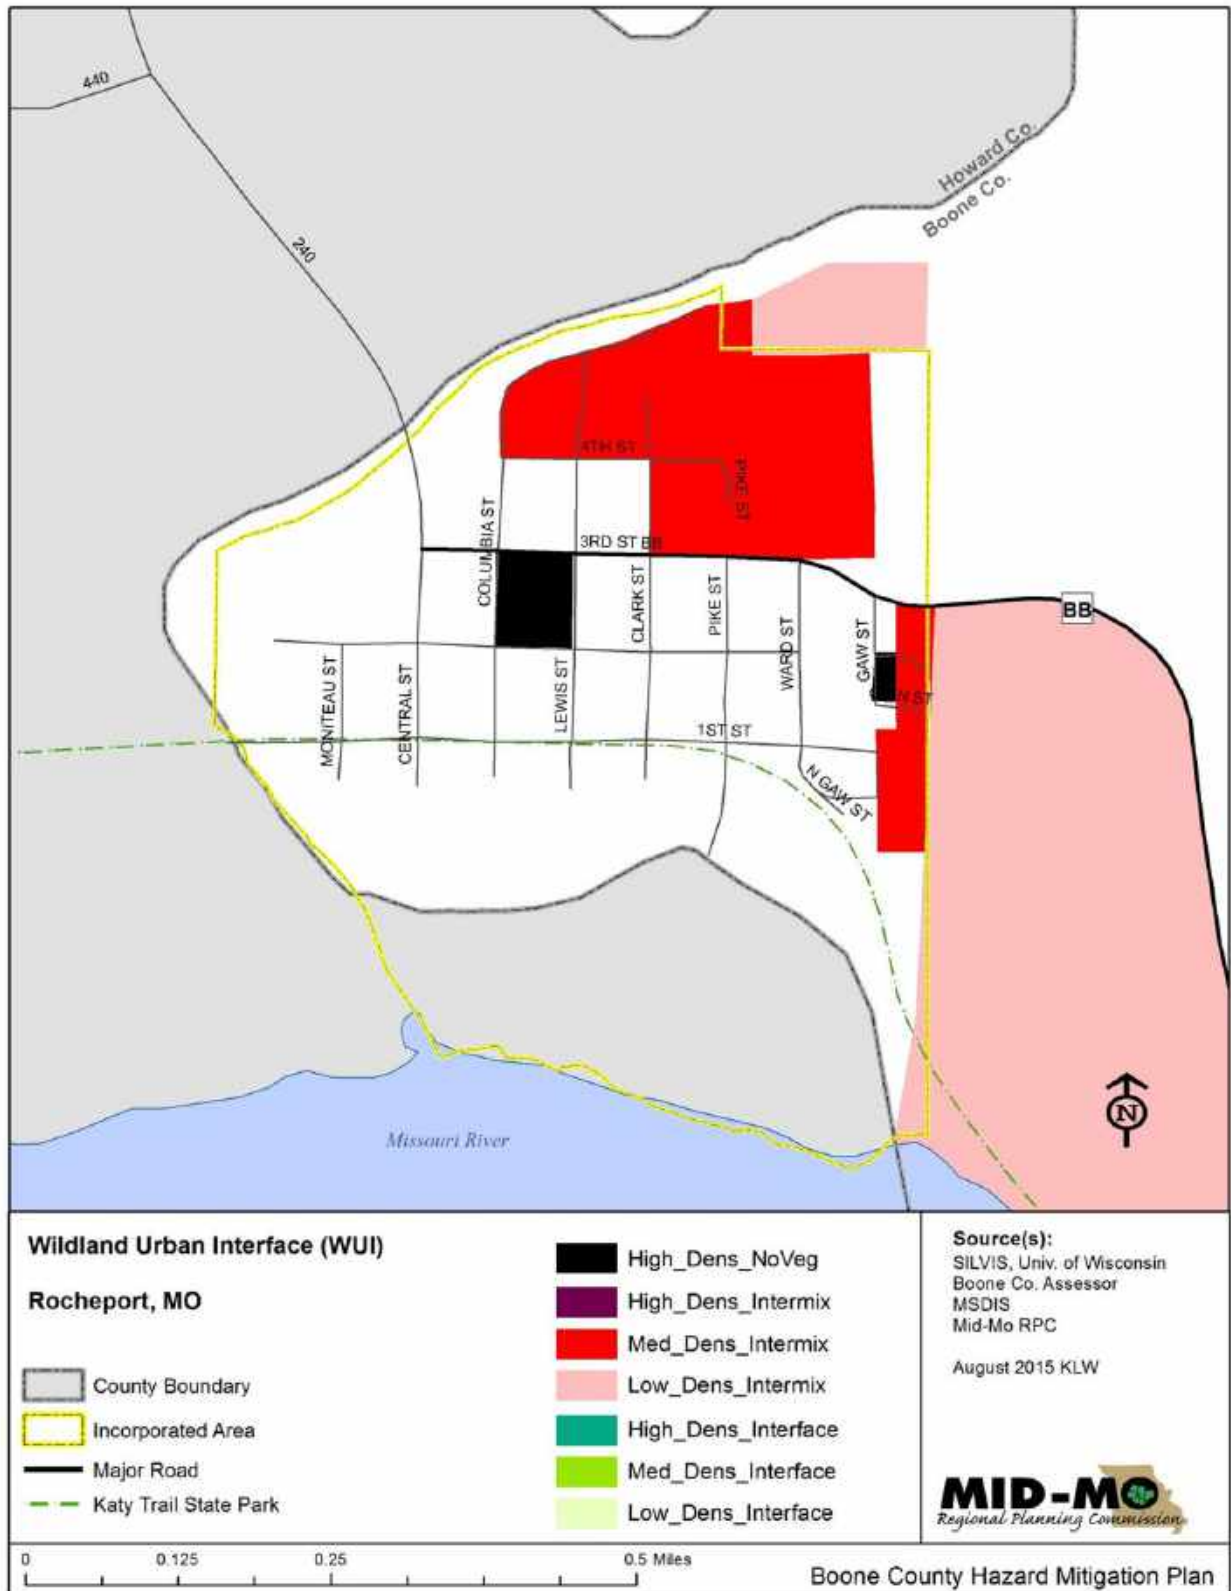 440
240
Howard Co.
Boone Co.
4TH ST
PIKE ST
COLUMBIA ST
3RD ST BB
CLARK ST
PIKE ST
WARD ST
GAW ST
BB
MONITEAU ST
CENTRAL ST
LEWIS ST
N ST
1ST ST
N GAW ST
Missouri River
N
Wildland Urban Interface (WUI)
Rocheport, MO
County Boundary
Incorporated Area
Major Road
Katy Trail State Park
High_Dens_NoVeg
High_Dens_Intermix
Med_Dens_Intermix
Low_Dens_Intermix
High_Dens_Interface
Med_Dens_Interface
Low_Dens_Interface
Source(s):
SILVIS, Univ. of Wisconsin
Boone Co. Assessor
MSDIS
Mid-Mo RPC
August 2015 KLW
MID-MO
Regional Planning Commission
0 0.125 0.25 0.5 Miles
Boone County Hazard Mitigation Plan